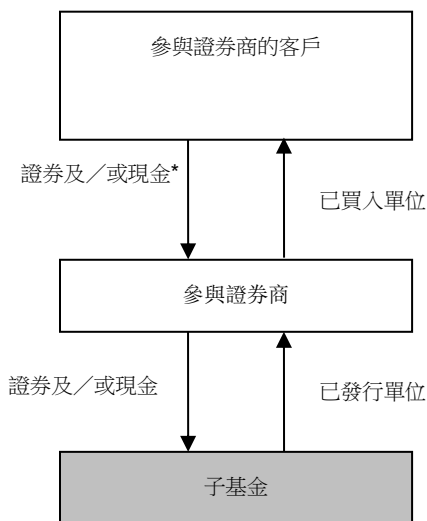 參與證券商的客戶
證券及／或現金*
已買入單位
參與證券商
證券及／或現金
已發行單位
子基金